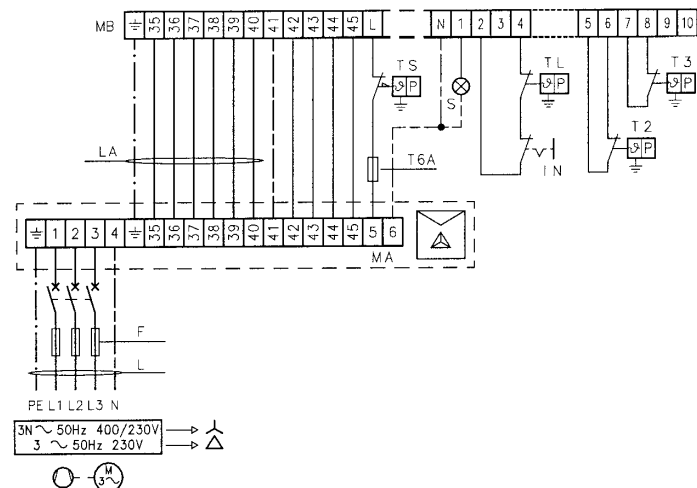 MB ⏚ 35 36 37 38 39 40 41 42 43 44 45 L N 1 2 3 4 5 6 7 8 9 10
TS
ϑ P
S
TL
ϑ P
T3
ϑ P
IN
T2
ϑ P
LA
T6A
⏚ 1 2 3 4 ⏚ 35 36 37 38 39 40 41 42 43 44 45 5 6
MA
F
L
PE L1 L2 L3 N
3N ~ 50Hz 400/230V
3 ~ 50Hz 230V
M
3~